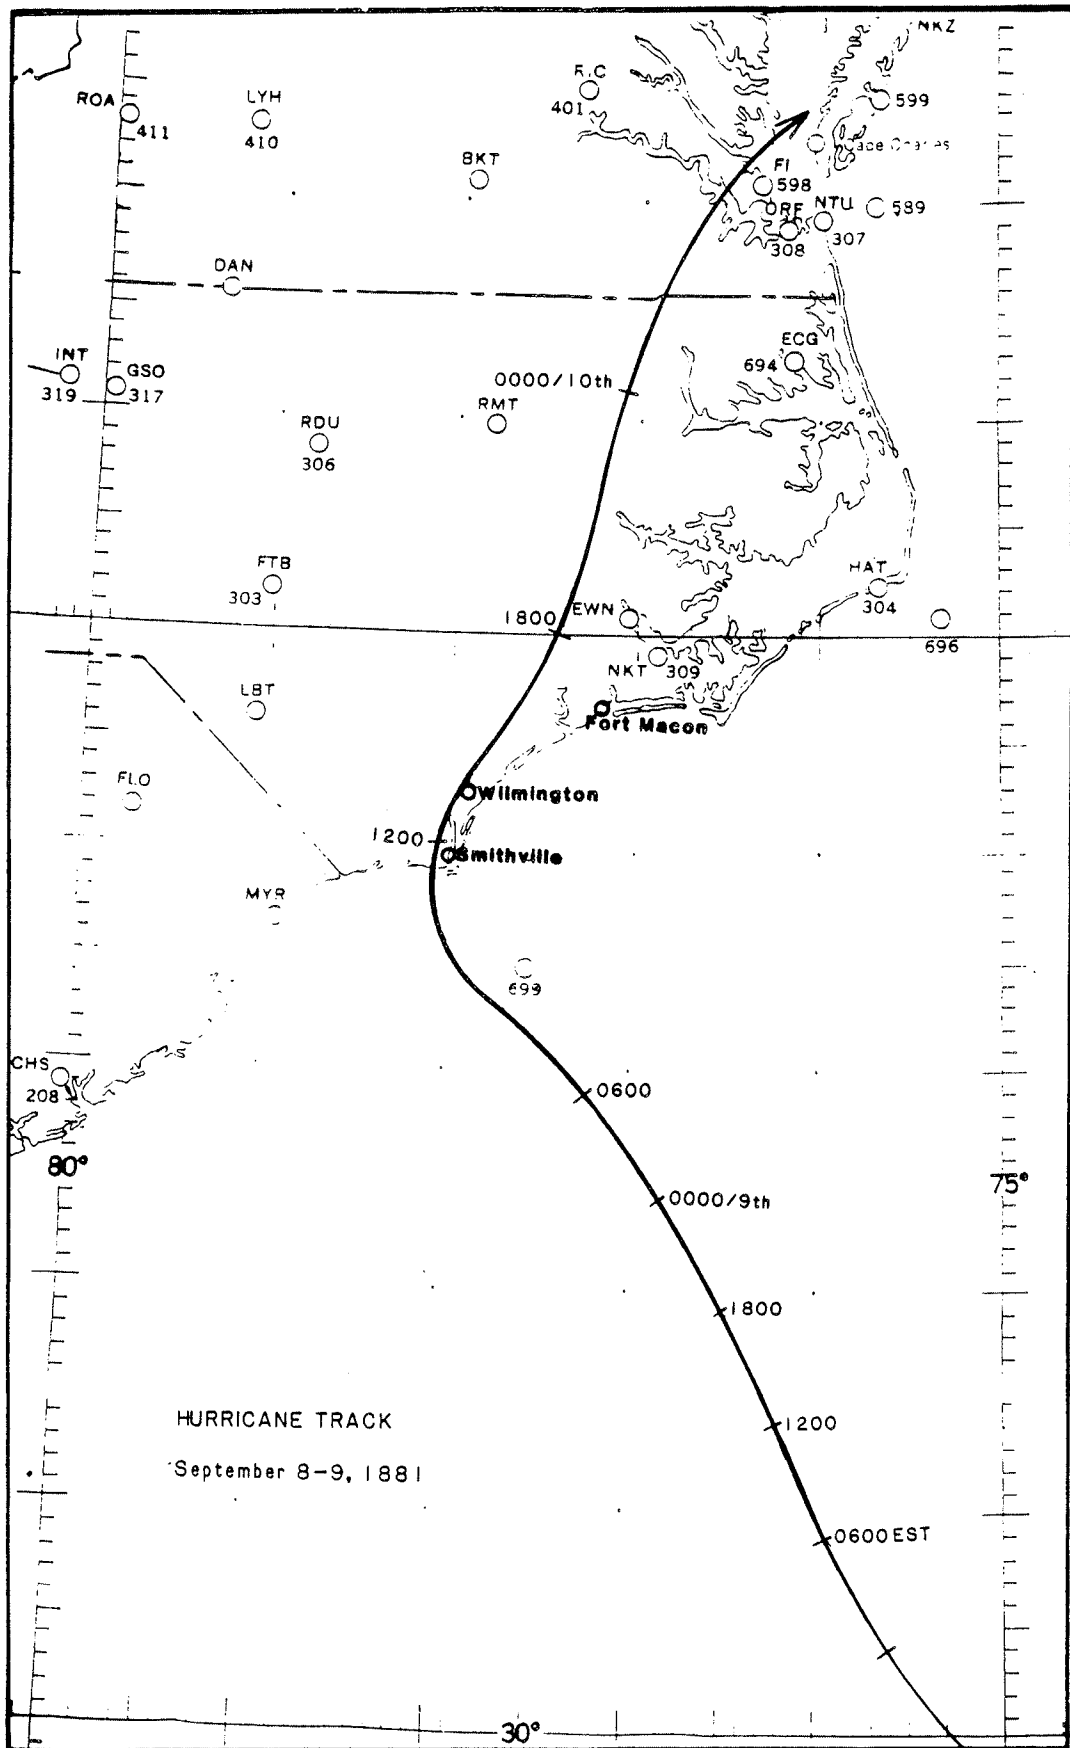 NKZ
ROA
411
LYH
410
401
599
BKT
FI
598
ORF
308
NTU
307
589
DAN
INT
319
GSO
317
ECG
694
0000/10th
RMT
RDU
306
FTB
303
HAT
304
EWN
1800
696
NKT
309
LBT
Fort Macon
FLO
Wilmington
1200
Smithville
MYR
699
CHS
208
0600
80°
75°
0000/9th
1800
HURRICANE TRACK
1200
September 8-9, 1881
0600 EST
30°